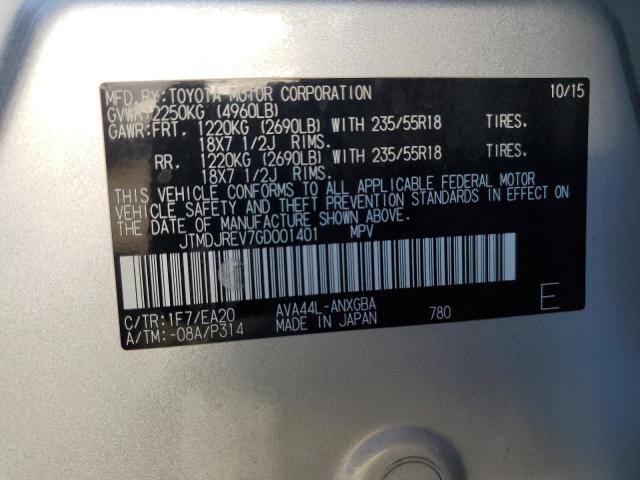 MFD. BY: TOYOTA MOTOR CORPORATION 10/15
GVWR: 2250KG (4960LB)
GAWR: FRT. 1220KG (2690LB) WITH 235/55R18 TIRES.
18X7 1/2J RIMS.
RR. 1220KG (2690LB) WITH 235/55R18 TIRES.
18X7 1/2J RIMS.
THIS VEHICLE CONFORMS TO ALL APPLICABLE FEDERAL MOTOR
VEHICLE SAFETY AND THEFT PREVENTION STANDARDS IN EFFECT ON
THE DATE OF MANUFACTURE SHOWN ABOVE.
JTMDJREV7GD001401 MPV
C/TR: 1F7/EA20 AVA44L-ANXGBA 780 E
A/TM: -08A/P314 MADE IN JAPAN